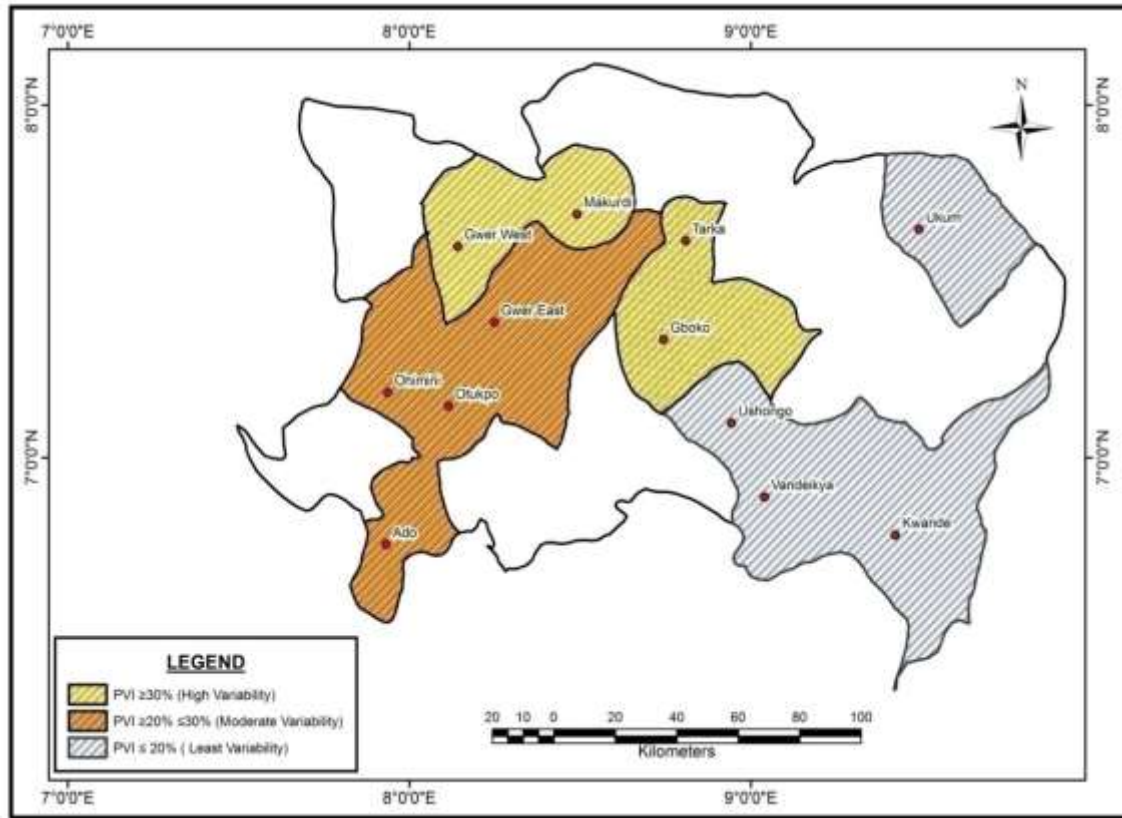 7°0'0"E 8°0'0"E 9°0'0"E
8°0'0"N 8°0'0"N
N
Makurdi
Tarka
Ukum
Gwer West
Gwer East
Gboko
Ohimini
Otukpo
Ushongo
7°0'0"N 7°0'0"N
Vandeikya
Kwande
Ado
LEGEND
PVI ≥30% (High Variability)
PVI ≥20% ≤30% (Moderate Variability)
PVI ≤ 20% ( Least Variability)
20 10 0 20 40 60 80 100
Kilometers
7°0'0"E 8°0'0"E 9°0'0"E